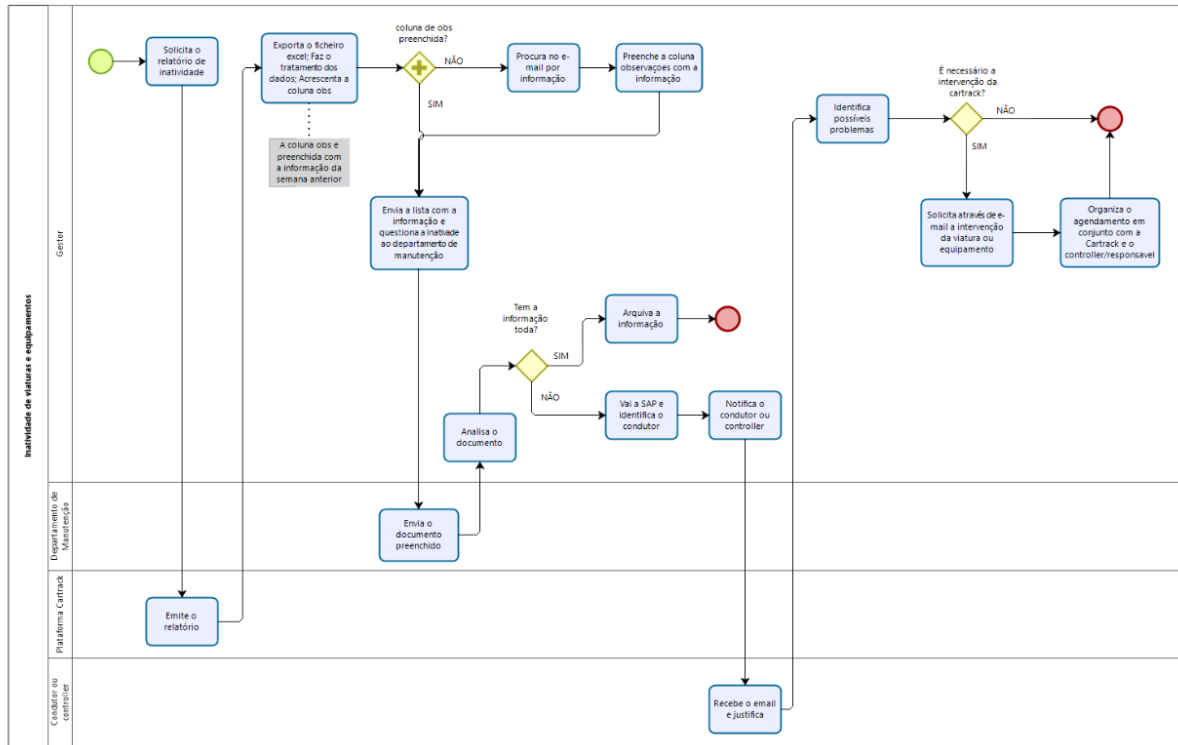 Inatividade de viaturas e equipamentos
Gestor
Solicita o
relatório de
inatividade
Exporta o ficheiro
excel; Faz o
tratamento dos
dados; Acrescenta a
coluna obs
A coluna obs e
preenchida com
a informação da
semana anterior
coluna de obs
preenchida?
NÃO
SIM
Procura no e-
mail por
informação
Preenche a coluna
observaçoes com a
informação
Envia a lista com a
informação e
questiona a inativade
ao departamento de
manutenção
Identifica
possíveis
problemas
É necessário a
intervenção da
cartrack?
NÃO
SIM
Solicita através de e-
mail a intervenção
da viatura ou
equipamento
Organiza o
agendamento em
conjunto com a
Cartrack e o
controller/responsavel
Tem a
informação
toda?
SIM
NÃO
Arquiva a
informação
Analisa o
documento
Vai a SAP e
identifica o
condutor
Notifica o
condutor ou
controller
Departamento de
Manutenção
Envia o
documento
preenchido
Plataforma Cartrack
Emite o
relatório
Condutor ou
controller
Recebe o email
e justifica